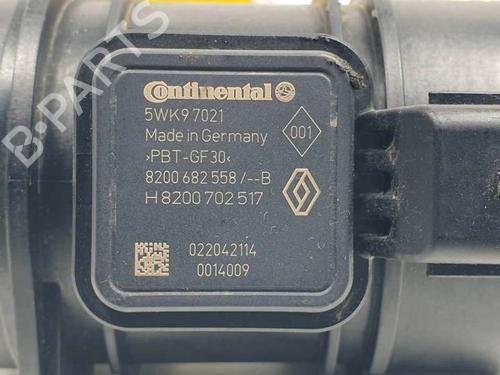 B-PARTS
Continental
5WK9 7021
001
Made in Germany
>PBT-GF30<
8200 682 558 /--B
H 8200 702 517
022042114
0014009